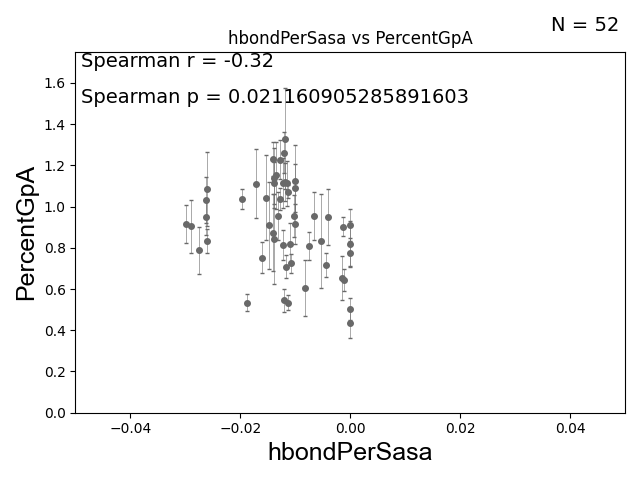 N = 52
hbondPerSasa vs PercentGpA
Spearman r = -0.32
Spearman p = 0.021160905285891603
PercentGpA
1.6
1.4
1.2
1.0
0.8
0.6
0.4
0.2
0.0
−0.04
−0.02
0.00
0.02
0.04
hbondPerSasa